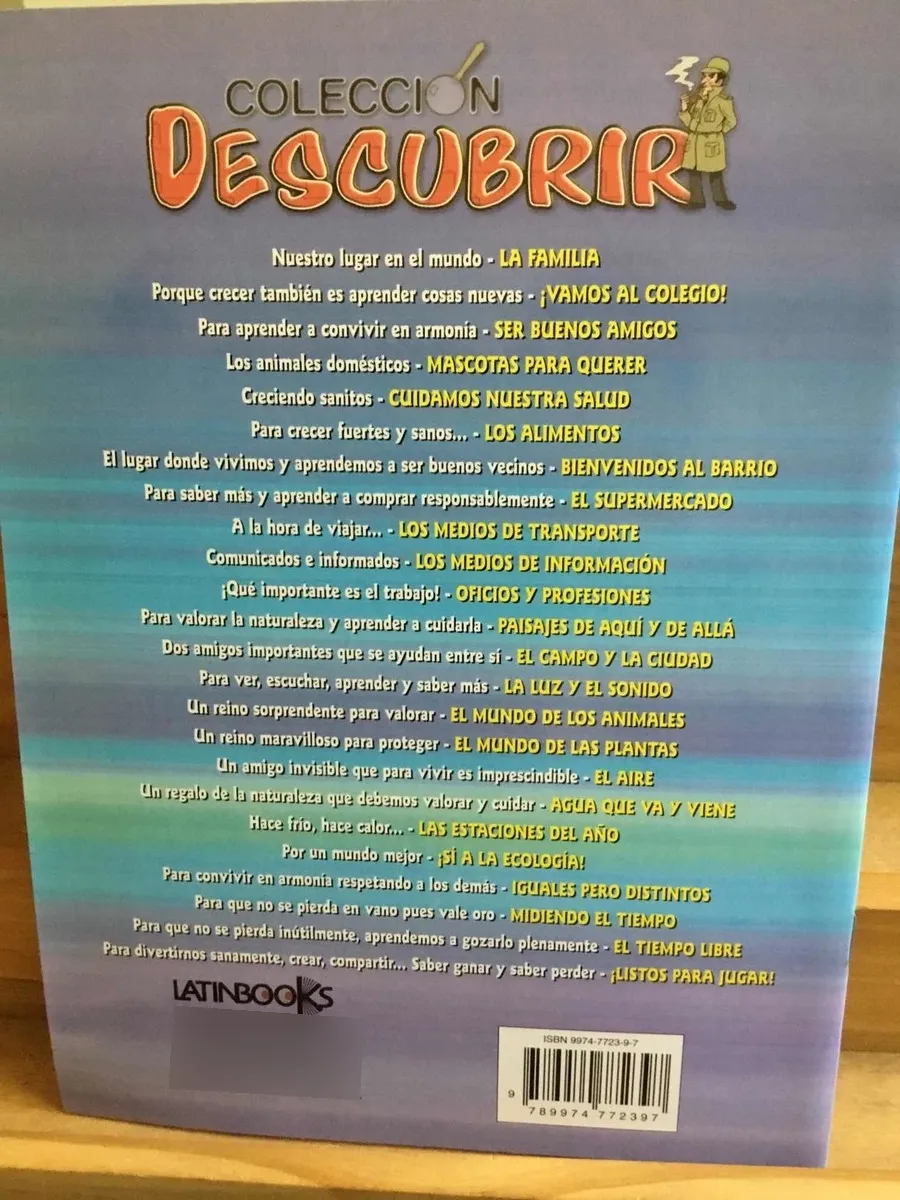 COLECCIÓN
DESCUBRIR
Nuestro lugar en el mundo - LA FAMILIA
Porque crecer también es aprender cosas nuevas - ¡VAMOS AL COLEGIO!
Para aprender a convivir en armonía - SER BUENOS AMIGOS
Los animales domésticos - MASCOTAS PARA QUERER
Creciendo sanitos - CUIDAMOS NUESTRA SALUD
Para crecer fuertes y sanos... - LOS ALIMENTOS
El lugar donde vivimos y aprendemos a ser buenos vecinos - BIENVENIDOS AL BARRIO
Para saber más y aprender a comprar responsablemente - EL SUPERMERCADO
A la hora de viajar... - LOS MEDIOS DE TRANSPORTE
Comunicados e informados - LOS MEDIOS DE INFORMACIÓN
¡Qué importante es el trabajo! - OFICIOS Y PROFESIONES
Para valorar la naturaleza y aprender a cuidarla - PAISAJES DE AQUÍ Y DE ALLÁ
Dos amigos importantes que se ayudan entre sí - EL CAMPO Y LA CIUDAD
Para ver, escuchar, aprender y saber más - LA LUZ Y EL SONIDO
Un reino sorprendente para valorar - EL MUNDO DE LOS ANIMALES
Un reino maravilloso para proteger - EL MUNDO DE LAS PLANTAS
Un amigo invisible que para vivir es imprescindible - EL AIRE
Un regalo de la naturaleza que debemos valorar y cuidar - AGUA QUE VA Y VIENE
Hace frío, hace calor... - LAS ESTACIONES DEL AÑO
Por un mundo mejor - ¡SÍ A LA ECOLOGÍA!
Para convivir en armonía respetando a los demás - IGUALES PERO DISTINTOS
Para que no se pierda en vano pues vale oro - MIDIENDO EL TIEMPO
Para que no se pierda inútilmente, aprendemos a gozarlo plenamente - EL TIEMPO LIBRE
Para divertirnos sanamente, crear, compartir... Saber ganar y saber perder - ¡LISTOS PARA JUGAR!
LATINBOOKS
ISBN 9974-7723-9-7
9 789974 772397